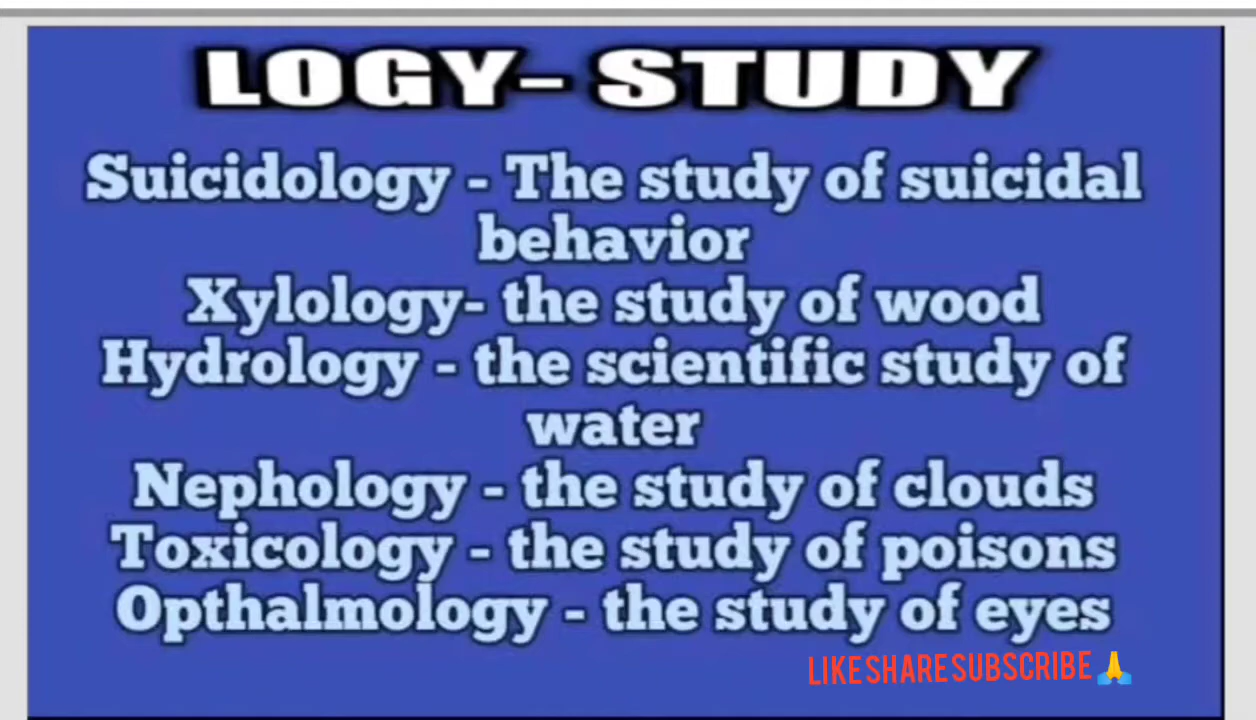 LOGY- STUDY
Suicidology - The study of suicidal
behavior
Xylology- the study of wood
Hydrology - the scientific study of
water
Nephology - the study of clouds
Toxicology - the study of poisons
Opthalmology - the study of eyes
LIKE SHARE SUBSCRIBE 🙏